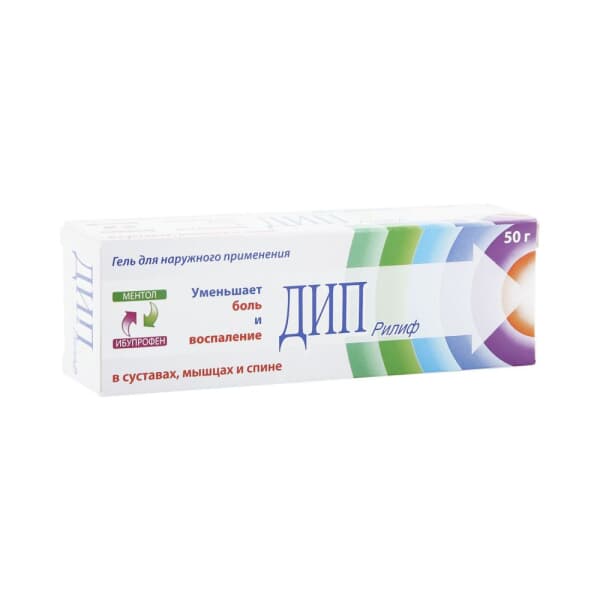 50 г
Гель для наружного применения
МЕНТОЛ
ИБУПРОФЕН
Уменьшает
боль
и
воспаление
ДИП
Рилиф
в суставах, мышцах и спине
ДИП